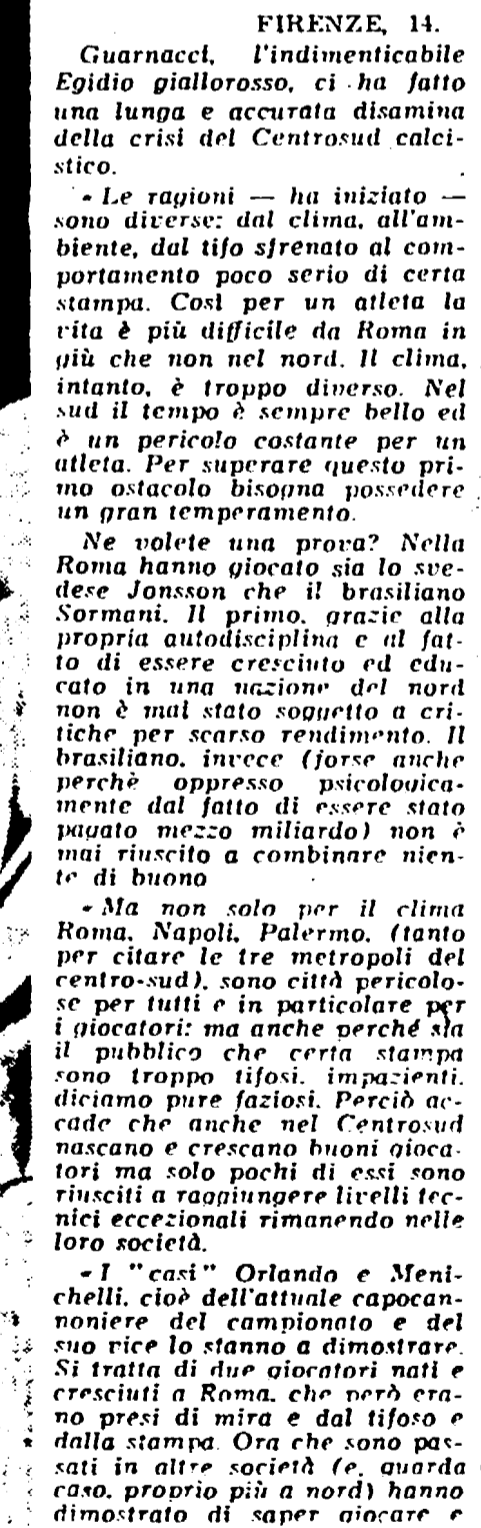 FIRENZE, 14.
Guarnacci, l'indimenticabile
Egidio giallorosso, ci ha fatto
una lunga e accurata disamina
della crisi del Centrosud calci-
stico.
« Le ragioni — ha iniziato —
sono diverse: dal clima, all'am-
biente, dal tifo sfrenato al com-
portamento poco serio di certa
stampa. Così per un atleta la
vita è più difficile da Roma in
giù che non nel nord. Il clima,
intanto, è troppo diverso. Nel
sud il tempo è sempre bello ed
è un pericolo costante per un
atleta. Per superare questo pri-
mo ostacolo bisogna possedere
un gran temperamento.
Ne volete una prova? Nella
Roma hanno giocato sia lo sve-
dese Jonsson che il brasiliano
Sormani. Il primo, grazie alla
propria autodisciplina e al fat-
to di essere cresciuto ed edu-
cato in una nazione del nord
non è mai stato soggetto a cri-
tiche per scarso rendimento. Il
brasiliano, invece (forse anche
perchè oppresso psicologica-
mente dal fatto di essere stato
pagato mezzo miliardo) non è
mai riuscito a combinare nien-
te di buono
« Ma non solo per il clima
Roma, Napoli, Palermo, (tanto
per citare le tre metropoli del
centro-sud), sono città pericolo-
se per tutti e in particolare per
i giocatori: ma anche perché sia
il pubblico che certa stampa
sono troppo tifosi, impazienti,
diciamo pure faziosi. Perciò ac-
cade che anche nel Centrosud
nascano e crescano buoni gioca-
tori ma solo pochi di essi sono
riusciti a raggiungere livelli tec-
nici eccezionali rimanendo nelle
loro società.
« I "casi" Orlando e Meni-
chelli, cioè dell'attuale capocan-
noniere del campionato e del
suo vice lo stanno a dimostrare.
Si tratta di due giocatori nati e
cresciuti a Roma, che però era-
no presi di mira e dal tifoso e
dalla stampa. Ora che sono pas-
sati in altre società (e, guarda
caso, proprio più a nord) hanno
dimostrato di saper giocare e